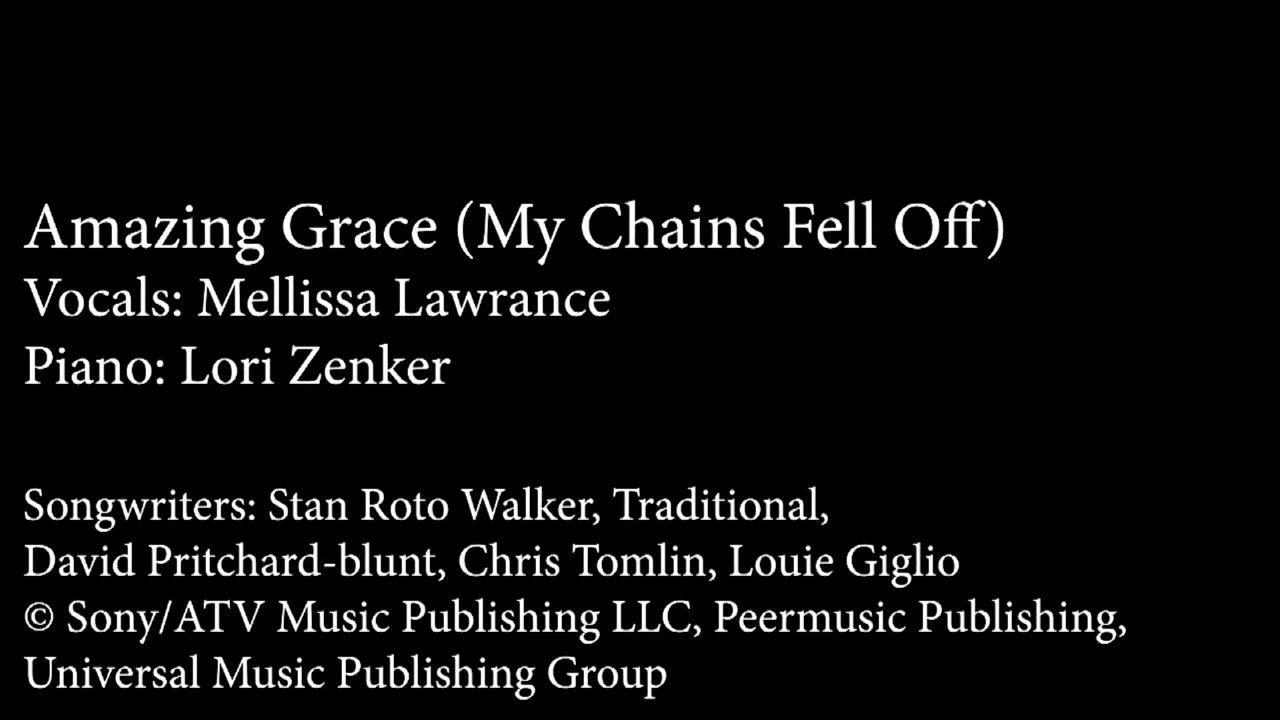 Amazing Grace (My Chains Fell Off)
Vocals: Mellissa Lawrance
Piano: Lori Zenker
Songwriters: Stan Roto Walker, Traditional,
David Pritchard-blunt, Chris Tomlin, Louie Giglio
© Sony/ATV Music Publishing LLC, Peermusic Publishing,
Universal Music Publishing Group